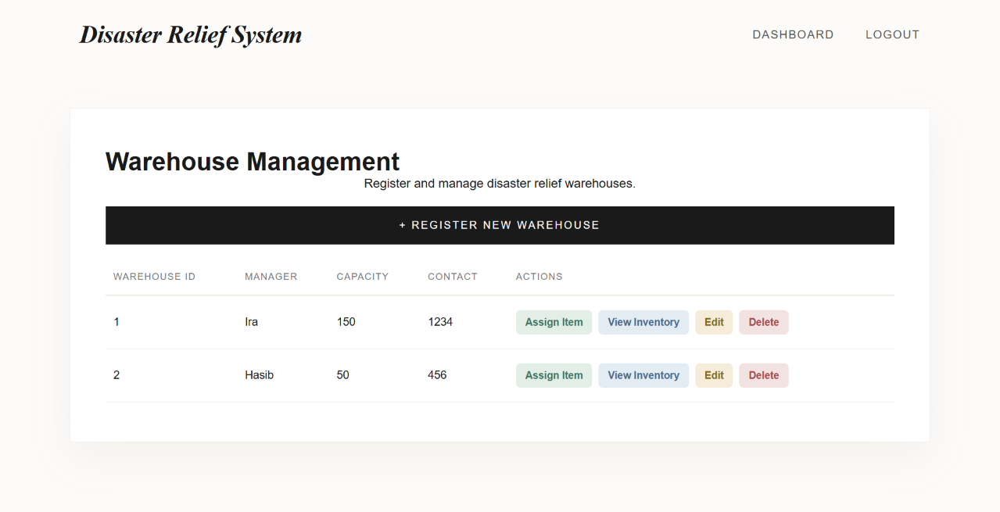 Disaster Relief System DASHBOARD LOGOUT
Warehouse Management
Register and manage disaster relief warehouses.
+ REGISTER NEW WAREHOUSE
WAREHOUSE ID MANAGER CAPACITY CONTACT ACTIONS
1 Ira 150 1234 Assign Item View Inventory Edit Delete
2 Hasib 50 456 Assign Item View Inventory Edit Delete